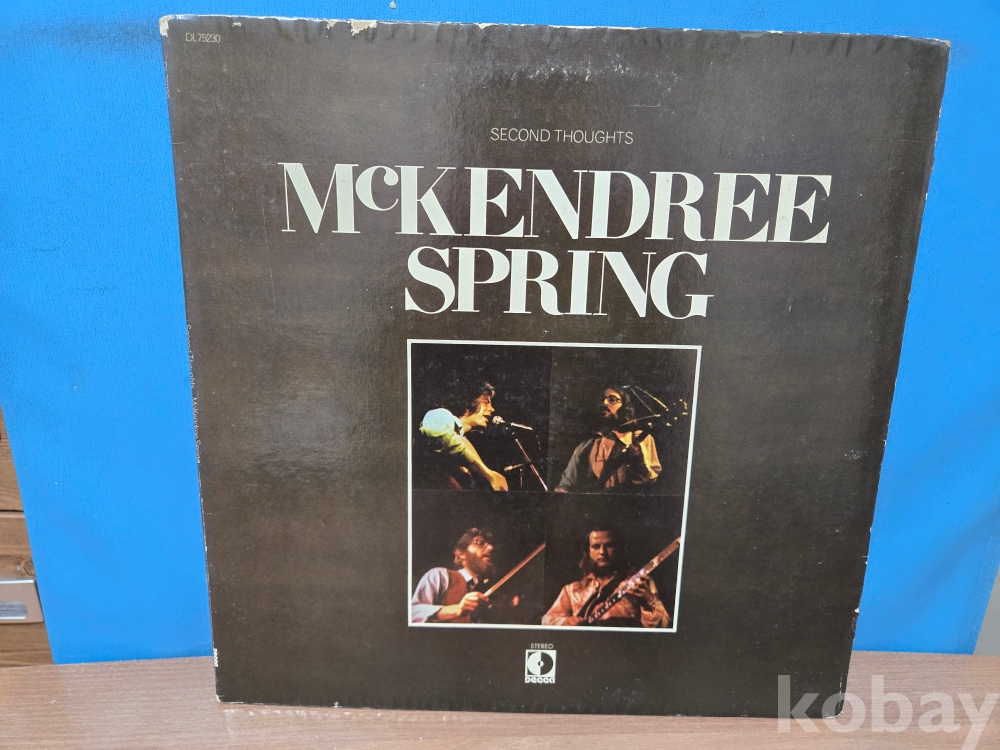 DL 75230
SECOND THOUGHTS
McKENDREE
SPRING
STEREO
DECCA
kobay